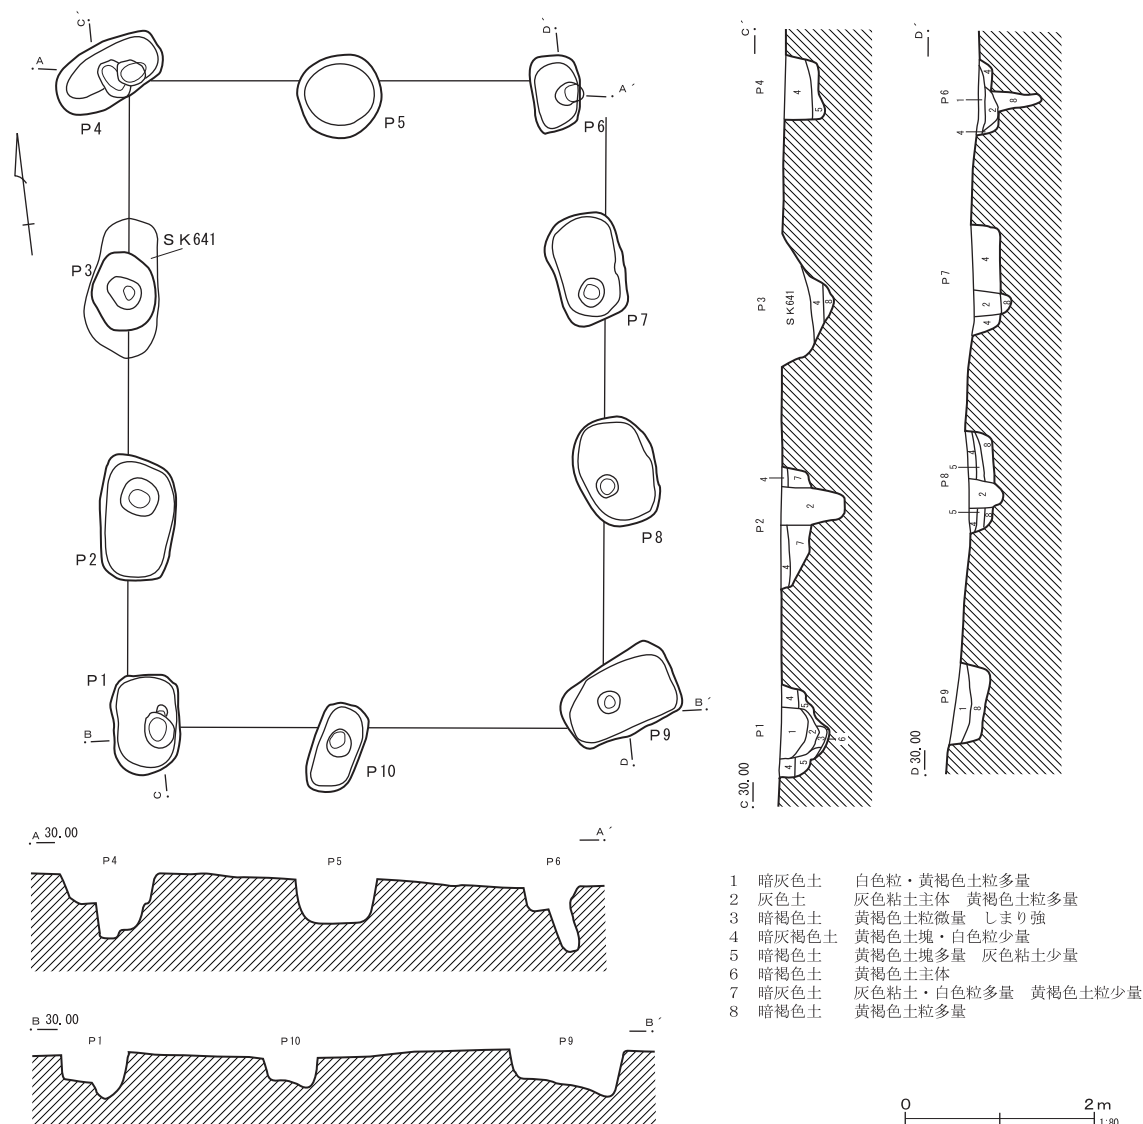 C´
A
P4
P5
D´
A´
P6
SK641
P3
P7
P2
P8
P1
B
C
P10
P9
B´
D
A 30.00
A´
P4
P5
P6
B 30.00
B´
P1
P10
P9
C´
P4
4
5
P3
SK641
4
8
P2
4
7
2
7
4
P1
4
5
1
2
3
6
4
5
C 30.00
D´
P6
4
1
2
8
4
P7
4
2
8
4
P8
8
4
5
2
5
4
8
P9
1
8
D 30.00
1 暗灰色土 白色粒・黄褐色土粒多量
2 灰色土 灰色粘土主体 黄褐色土粒多量
3 暗褐色土 黄褐色土粒微量 しまり強
4 暗灰褐色土 黄褐色土塊・白色粒少量
5 暗褐色土 黄褐色土塊多量 灰色粘土少量
6 暗褐色土 黄褐色土主体
7 暗灰色土 灰色粘土・白色粒多量 黄褐色土粒少量
8 暗褐色土 黄褐色土粒多量
0 2m
1:80